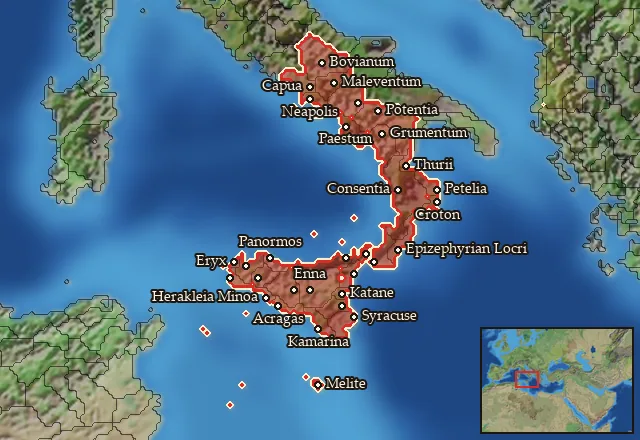 Bovianum
Maleventum
Capua
Neapolis
Potentia
Paestum
Grumentum
Thurii
Consentia
Petelia
Croton
Panormos
Epizephyrian Locri
Eryx
Enna
Herakleia Minoa
Katane
Acragas
Syracuse
Kamarina
Melite